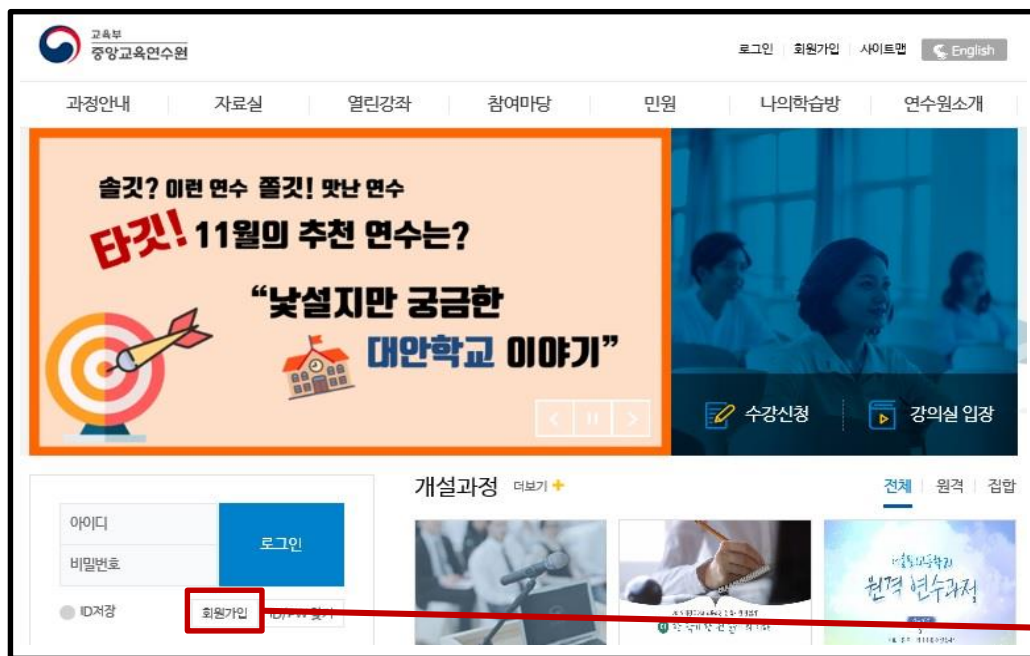 교육부
중앙교육연수원
로그인 회원가입 사이트맵 English
과정안내 자료실 열린강좌 참여마당 민원 나의학습방 연수원소개
솔깃? 이런 연수 쫄깃! 맛난 연수
타깃! 11월의 추천 연수는?
“낯설지만 궁금한
대안학교 이야기”
수강신청 강의실 입장
개설과정 더보기 +
전체 원격 집합
아이디
로그인
비밀번호
ID저장 회원가입 ID/PW 찾기
원격 연수과정